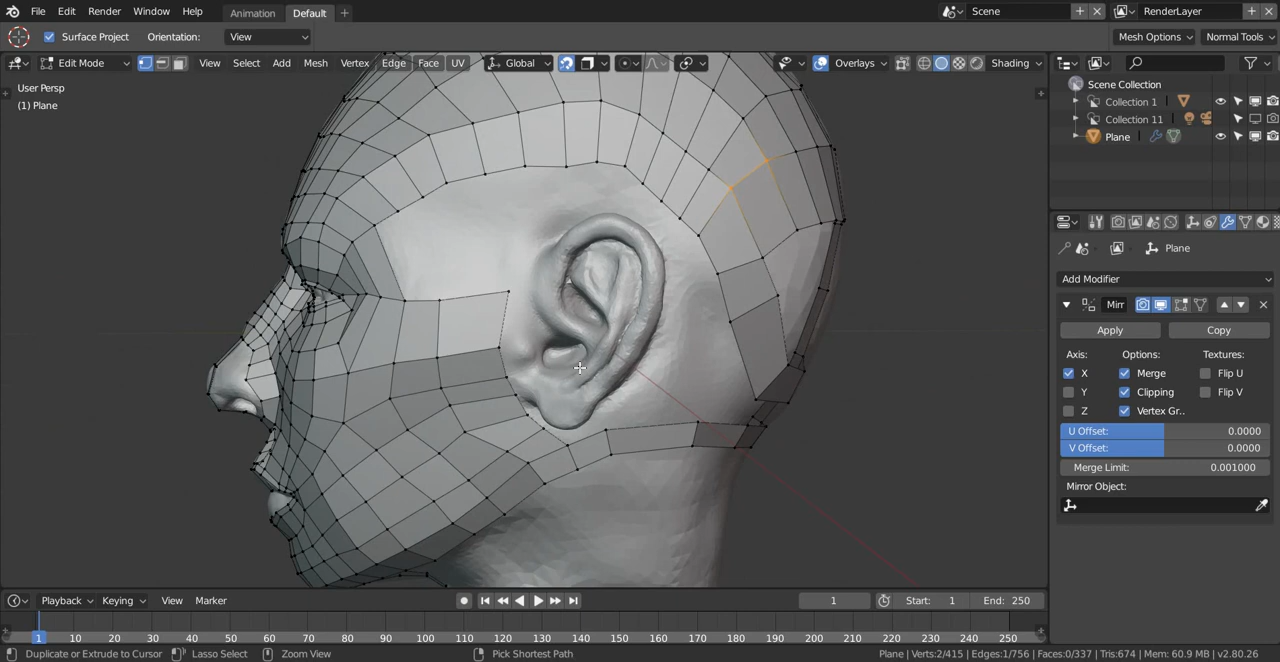 File Edit Render Window Help Animation Default Scene RenderLayer
Surface Project Orientation: View Mesh Options Normal Tools
Edit Mode View Select Add Mesh Vertex Edge Face UV Global Overlays Shading
User Persp
(1) Plane
Scene Collection
Collection 1
Collection 11
Plane
Plane
Add Modifier
Mirr
Apply Copy
Axis: Options: Textures:
X Merge Flip U
Y Clipping Flip V
Z Vertex Gr..
U Offset: 0.0000
V Offset: 0.0000
Merge Limit: 0.001000
Mirror Object:
Playback Keying View Marker 1 Start: 1 End: 250
1 10 20 30 40 50 60 70 80 90 100 110 120 130 140 150 160 170 180 190 200 210 220 230 240 250
Duplicate or Extrude to Cursor Lasso Select Zoom View Pick Shortest Path Plane | Verts:2/415 | Edges:1/756 | Faces:0/337 | Tris:674 | Mem: 60.9 MB | v2.80.26